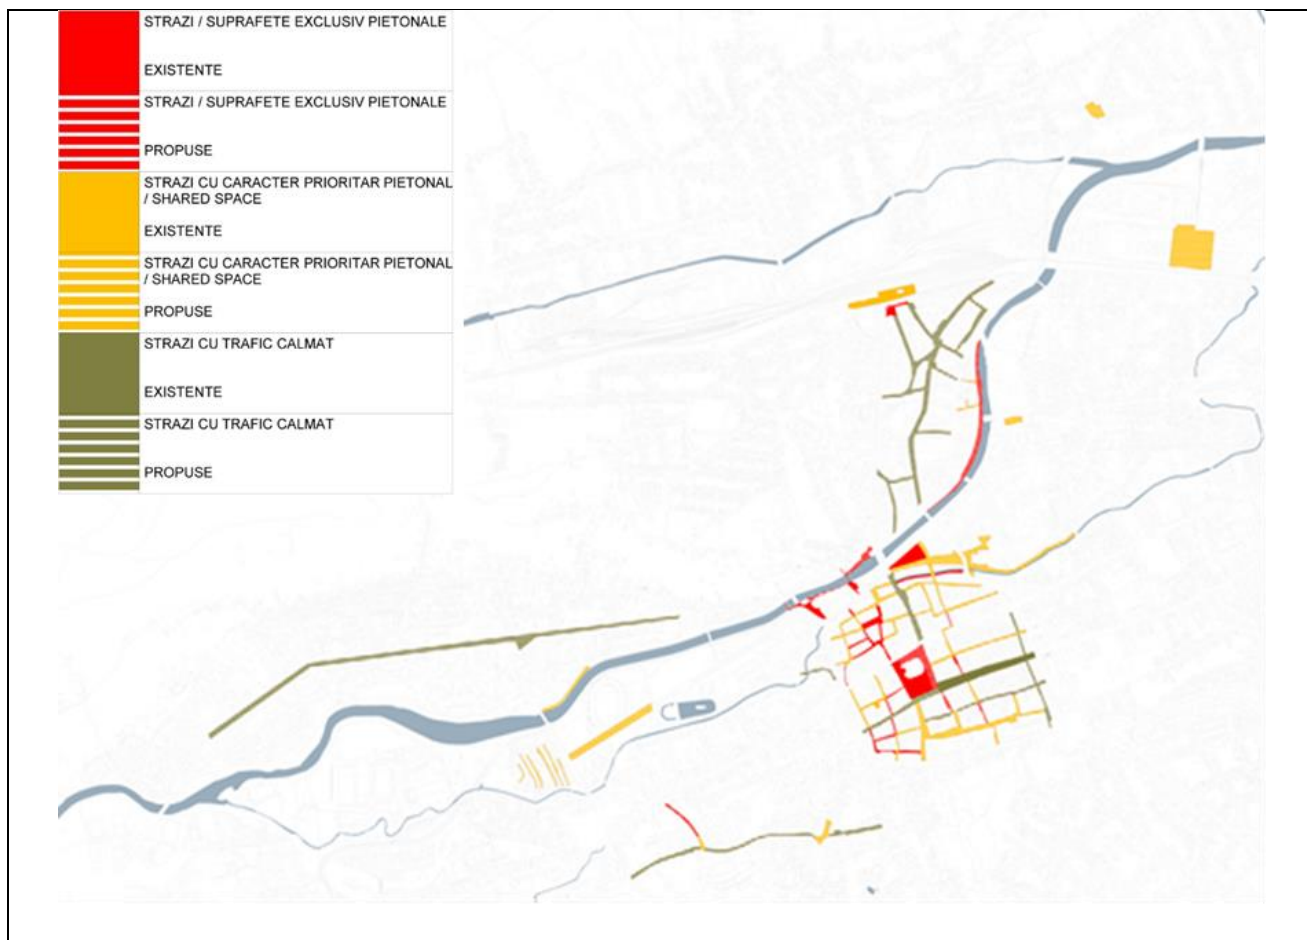 STRAZI / SUPRAFETE EXCLUSIV PIETONALE
EXISTENTE
STRAZI / SUPRAFETE EXCLUSIV PIETONALE
PROPUSE
STRAZI CU CARACTER PRIORITAR PIETONAL
/ SHARED SPACE
EXISTENTE
STRAZI CU CARACTER PRIORITAR PIETONAL
/ SHARED SPACE
PROPUSE
STRAZI CU TRAFIC CALMAT
EXISTENTE
STRAZI CU TRAFIC CALMAT
PROPUSE